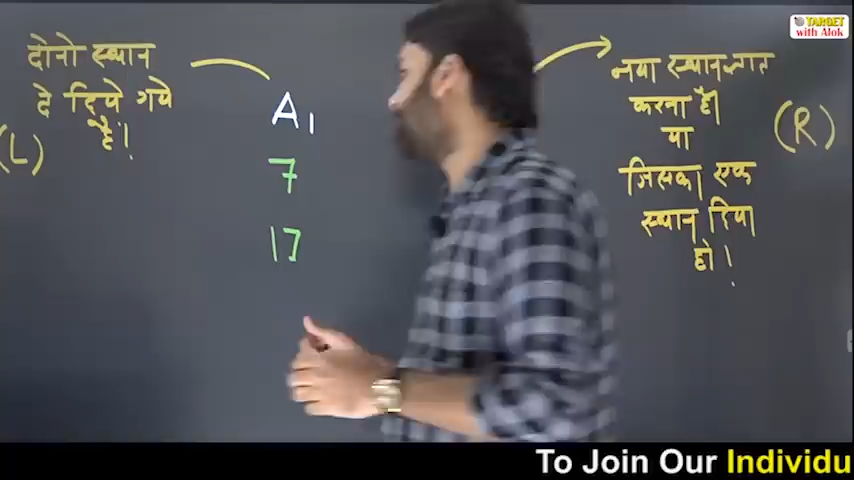 दोनो स्थान
दे दिये गये
है।
(L)
A1
7
17
नया स्थान ज्ञात
करना है।
या
जिसका एक
स्थान दिया
हो।
(R)
TARGET
with Alok
To Join Our Individu